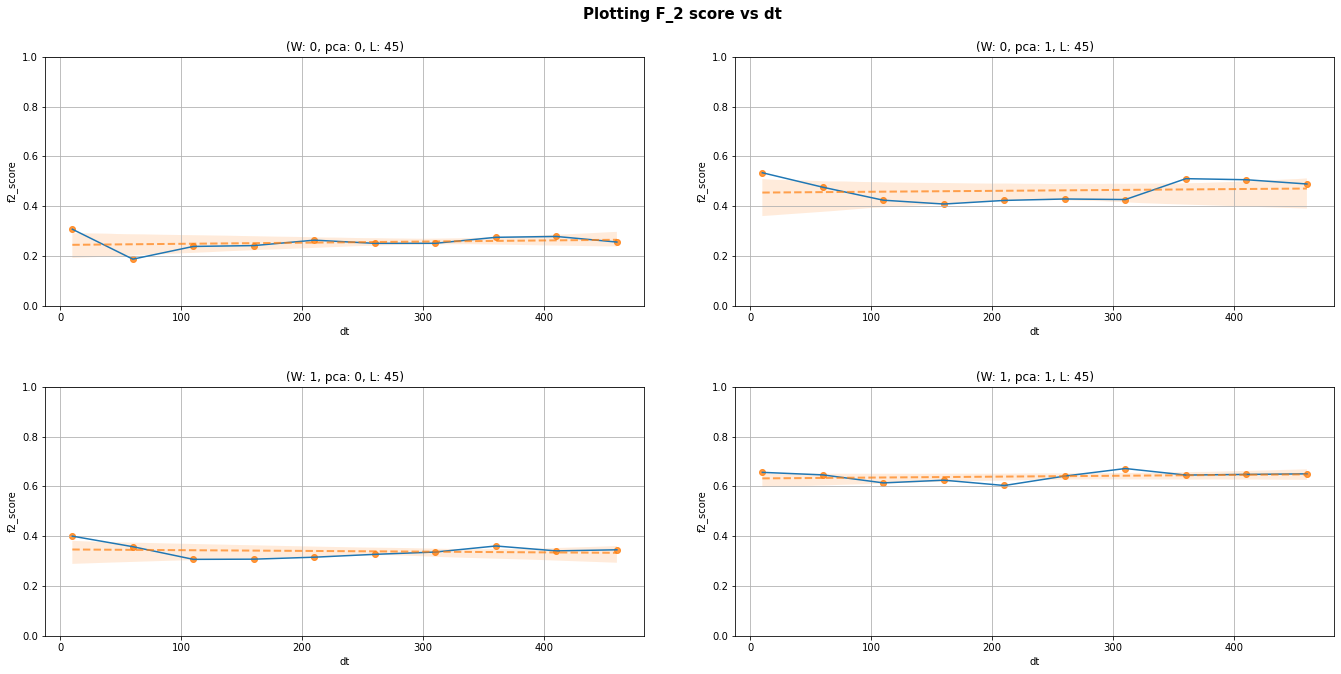 Plotting F_2 score vs dt
(W: 0, pca: 0, L: 45)
1.0
0.8
0.6
0.4
0.2
0.0
f2_score
0 100 200 300 400
dt
(W: 0, pca: 1, L: 45)
1.0
0.8
0.6
0.4
0.2
0.0
f2_score
0 100 200 300 400
dt
(W: 1, pca: 0, L: 45)
1.0
0.8
0.6
0.4
0.2
0.0
f2_score
0 100 200 300 400
dt
(W: 1, pca: 1, L: 45)
1.0
0.8
0.6
0.4
0.2
0.0
f2_score
0 100 200 300 400
dt